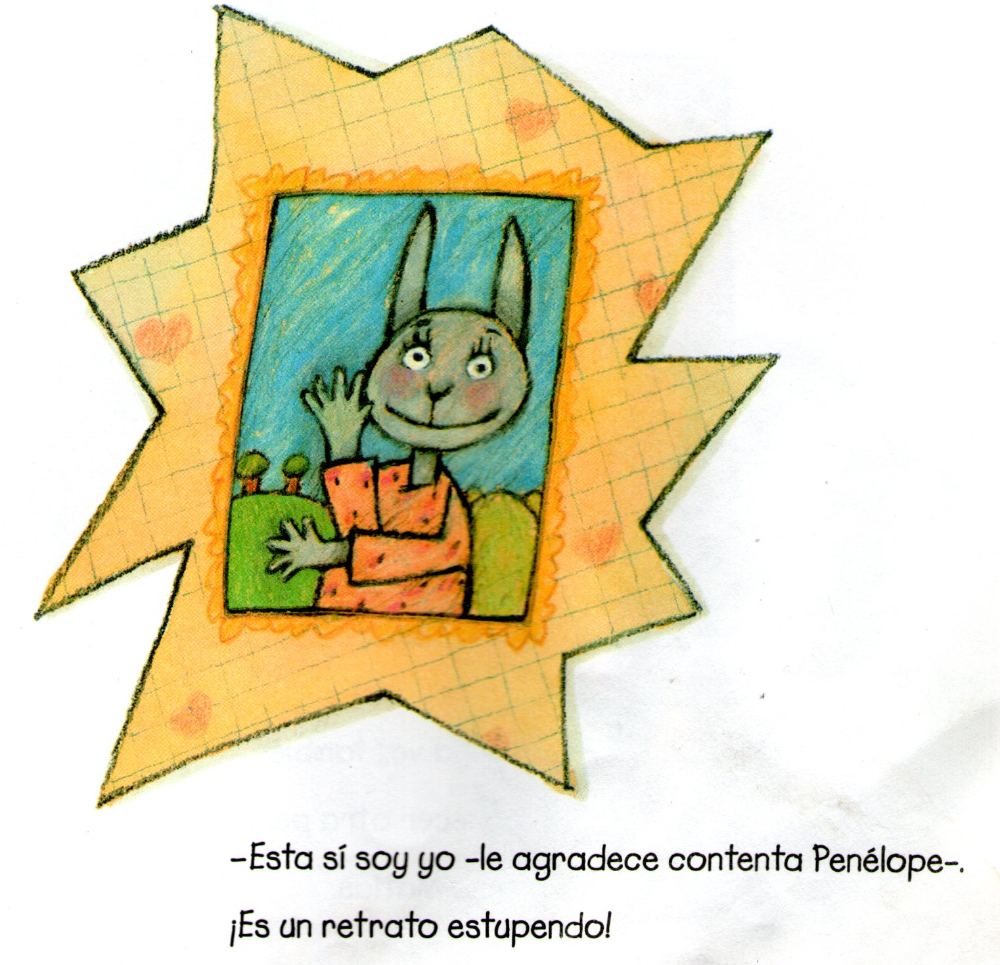 –Esta sí soy yo –le agradece contenta Penélope–.
¡Es un retrato estupendo!